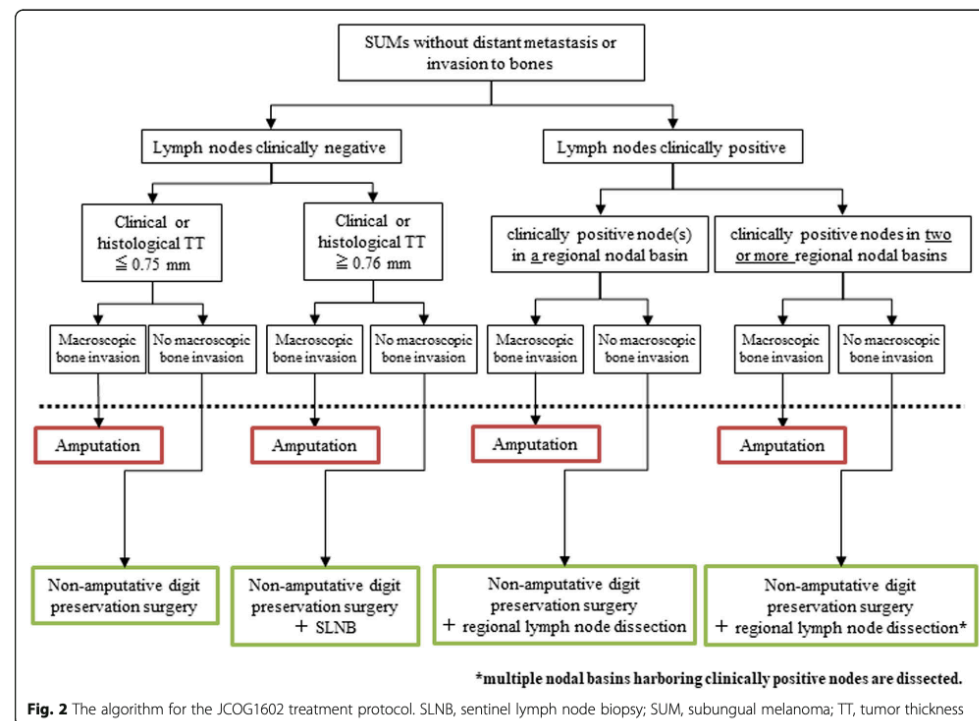 SUMs without distant metastasis or
invasion to bones
Lymph nodes clinically negative
Lymph nodes clinically positive
Clinical or
histological TT
≦ 0.75 mm
Clinical or
histological TT
≧ 0.76 mm
clinically positive node(s)
in a regional nodal basin
clinically positive nodes in two
or more regional nodal basins
Macroscopic
bone invasion
No macroscopic
bone invasion
Macroscopic
bone invasion
No macroscopic
bone invasion
Macroscopic
bone invasion
No macroscopic
bone invasion
Macroscopic
bone invasion
No macroscopic
bone invasion
Amputation
Amputation
Amputation
Amputation
Non-amputative digit
preservation surgery
Non-amputative digit
preservation surgery
+ SLNB
Non-amputative digit
preservation surgery
+ regional lymph node dissection
Non-amputative digit
preservation surgery
+ regional lymph node dissection*
*multiple nodal basins harboring clinically positive nodes are dissected.
Fig. 2 The algorithm for the JCOG1602 treatment protocol. SLNB, sentinel lymph node biopsy; SUM, subungual melanoma; TT, tumor thickness